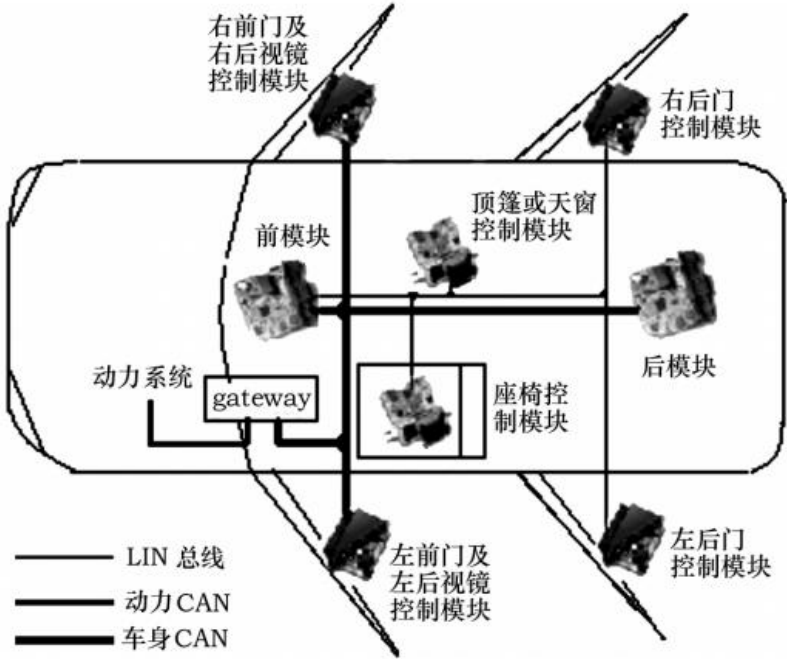 右前门及
右后视镜
控制模块
右后门
控制模块
顶篷或天窗
控制模块
前模块
后模块
动力系统
gateway
座椅控
制模块
左前门及
左后视镜
控制模块
左后门
控制模块
LIN 总线
动力CAN
车身CAN